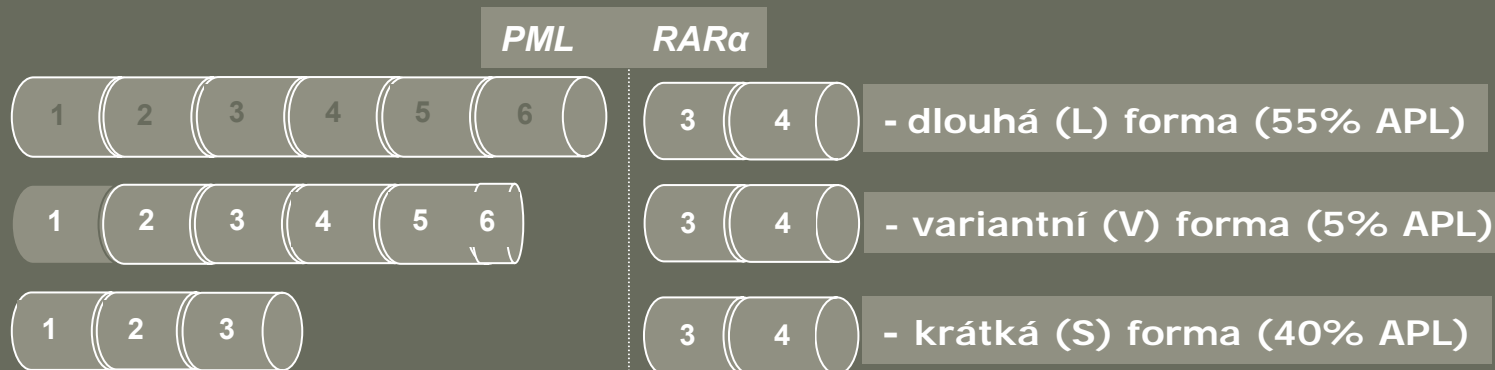 PML RARα
1 2 3 4 5 6 3 4 - dlouhá (L) forma (55% APL)
1 2 3 4 5 6 3 4 - variantní (V) forma (5% APL)
1 2 3 3 4 - krátká (S) forma (40% APL)